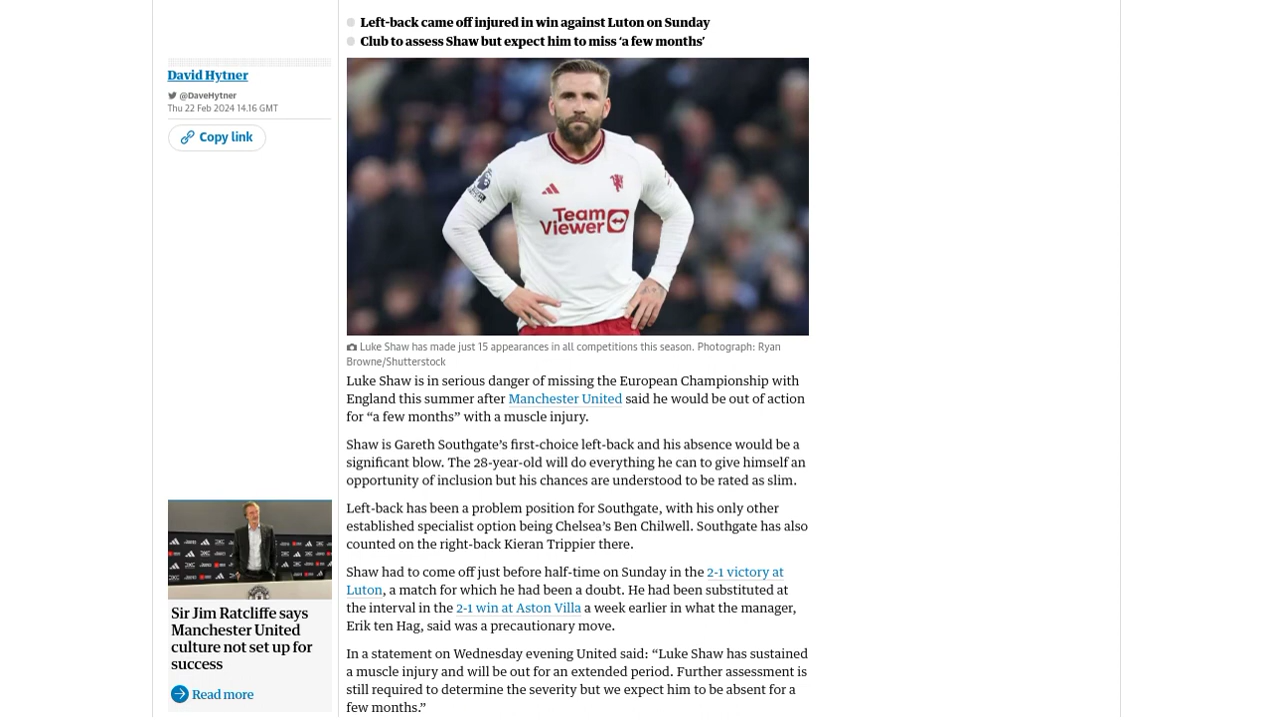 Left-back came off injured in win against Luton on Sunday
Club to assess Shaw but expect him to miss ‘a few months’
David Hytner
@DaveHytner
Thu 22 Feb 2024 14.16 GMT
Copy link
Team
Viewer
Luke Shaw has made just 15 appearances in all competitions this season. Photograph: Ryan
Browne/Shutterstock
Luke Shaw is in serious danger of missing the European Championship with
England this summer after Manchester United said he would be out of action
for “a few months” with a muscle injury.
Shaw is Gareth Southgate’s first-choice left-back and his absence would be a
significant blow. The 28-year-old will do everything he can to give himself an
opportunity of inclusion but his chances are understood to be rated as slim.
Left-back has been a problem position for Southgate, with his only other
established specialist option being Chelsea’s Ben Chilwell. Southgate has also
counted on the right-back Kieran Trippier there.
Shaw had to come off just before half-time on Sunday in the 2-1 victory at
Luton, a match for which he had been a doubt. He had been substituted at
the interval in the 2-1 win at Aston Villa a week earlier in what the manager,
Erik ten Hag, said was a precautionary move.
In a statement on Wednesday evening United said: “Luke Shaw has sustained
a muscle injury and will be out for an extended period. Further assessment is
still required to determine the severity but we expect him to be absent for a
few months.”
Sir Jim Ratcliffe says
Manchester United
culture not set up for
success
Read more